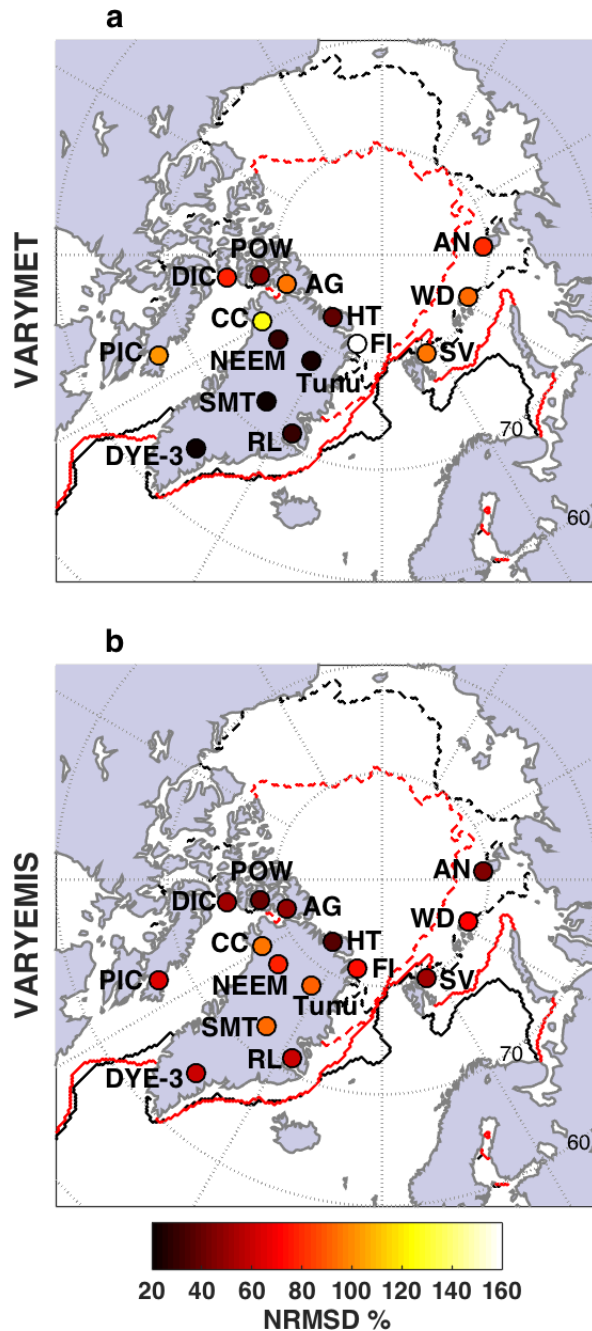 a
VARYMET
POW
AN
DIC
AG
WD
CC
HT
PIC
NEEM
FI
SV
Tunu
SMT
RL
DYE-3
70
60
b
VARYEMIS
POW
AN
DIC
AG
WD
CC
HT
PIC
NEEM
FI
SV
Tunu
SMT
RL
DYE-3
70
60
20 40 60 80 100 120 140 160
NRMSD %